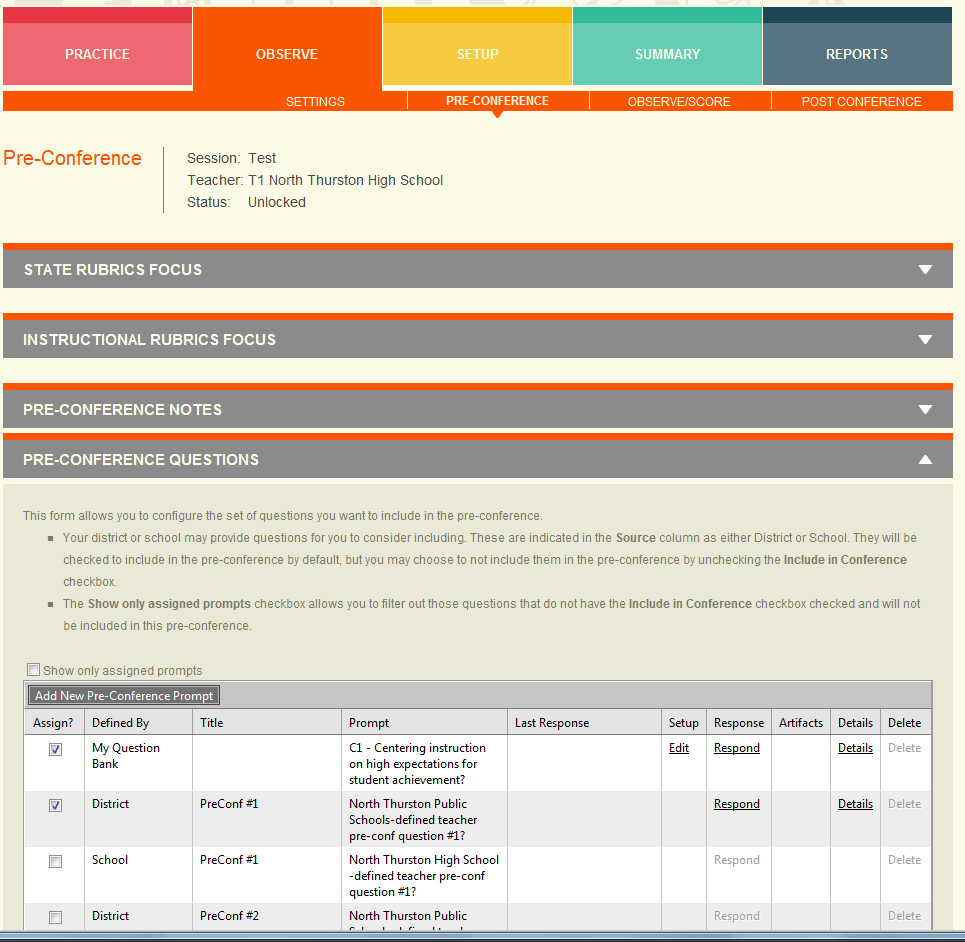 PRACTICE OBSERVE SETUP SUMMARY REPORTS
SETTINGS PRE-CONFERENCE OBSERVE/SCORE POST CONFERENCE
Pre-Conference
Session: Test
Teacher: T1 North Thurston High School
Status: Unlocked
STATE RUBRICS FOCUS
INSTRUCTIONAL RUBRICS FOCUS
PRE-CONFERENCE NOTES
PRE-CONFERENCE QUESTIONS
This form allows you to configure the set of questions you want to include in the pre-conference.
Your district or school may provide questions for you to consider including. These are indicated in the Source column as either District or School. They will be
checked to include in the pre-conference by default, but you may choose to not include them in the pre-conference by unchecking the Include in Conference
checkbox.
The Show only assigned prompts checkbox allows you to filter out those questions that do not have the Include in Conference checkbox checked and will not
be included in this pre-conference.
Show only assigned prompts
Add New Pre-Conference Prompt
Assign? Defined By Title Prompt Last Response Setup Response Artifacts Details Delete
My Question C1 - Centering instruction Edit Respond Details Delete
Bank on high expectations for
student achievement?
District PreConf #1 North Thurston Public Respond Details Delete
Schools-defined teacher
pre-conf question #1?
School PreConf #1 North Thurston High School Respond Delete
-defined teacher pre-conf
question #1?
District PreConf #2 North Thurston Public Respond Delete